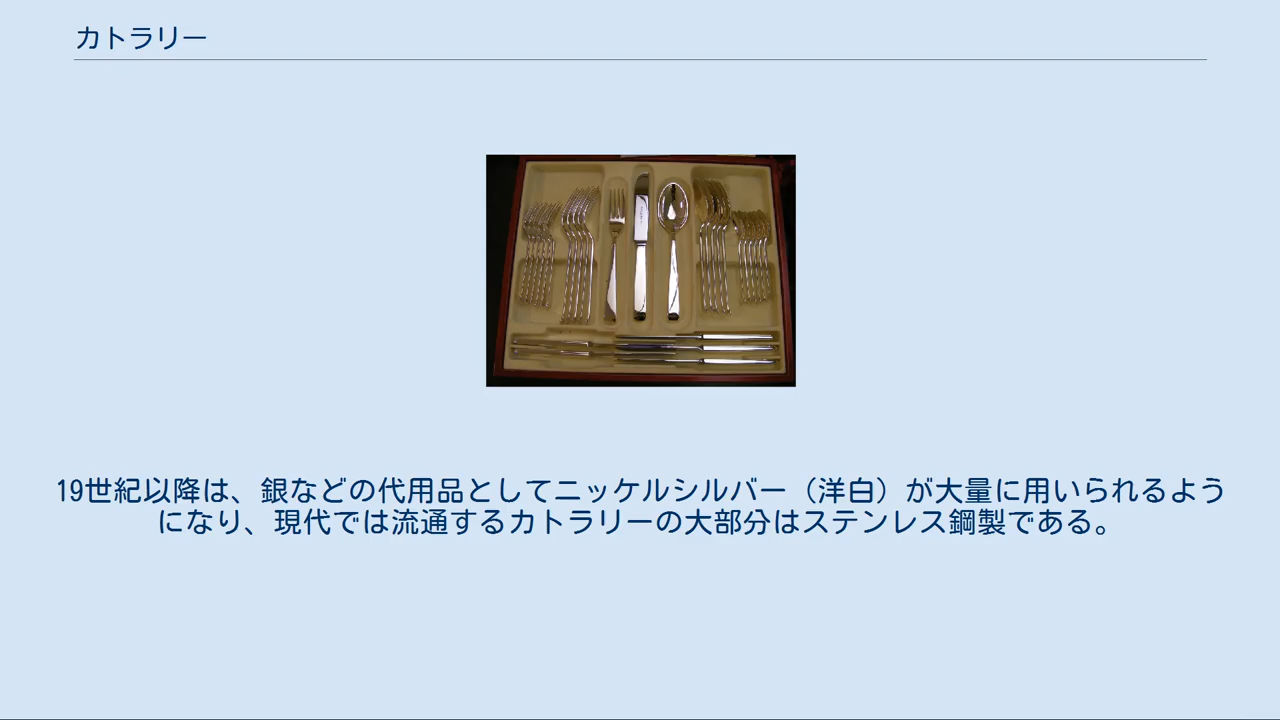 カトラリー
19世紀以降は、銀などの代用品としてニッケルシルバー（洋白）が大量に用いられるよう
になり、現代では流通するカトラリーの大部分はステンレス鋼製である。